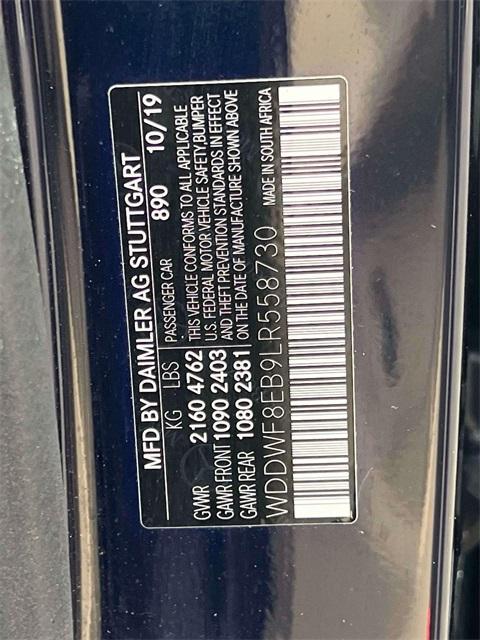 MFD BY DAIMLER AG STUTTGART
KG LBS PASSENGER CAR 890 10/19
GVWR 2160 4762 THIS VEHICLE CONFORMS TO ALL APPLICABLE
GAWR FRONT 1090 2403 U.S. FEDERAL MOTOR VEHICLE SAFETY, BUMPER
GAWR REAR 1080 2381 AND THEFT PREVENTION STANDARDS IN EFFECT
ON THE DATE OF MANUFACTURE SHOWN ABOVE
WDDWF8EB9LR558730 MADE IN SOUTH AFRICA